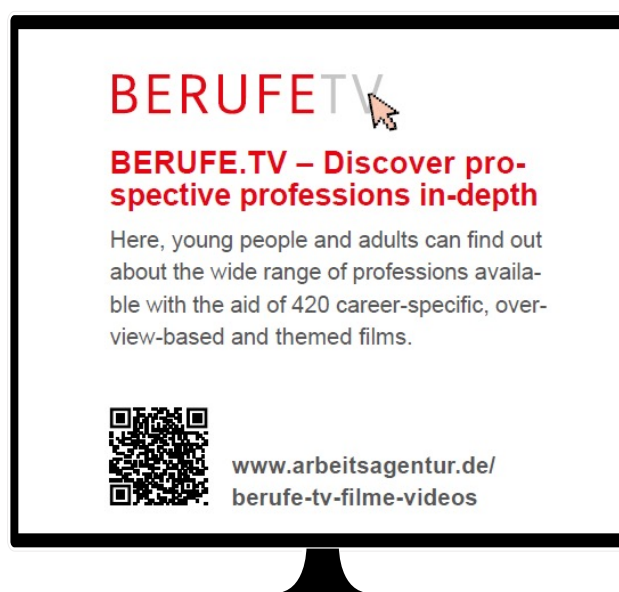 BERUFETV
BERUFE.TV – Discover pro-
spective professions in-depth
Here, young people and adults can find out
about the wide range of professions availa-
ble with the aid of 420 career-specific, over-
view-based and themed films.
www.arbeitsagentur.de/
berufe-tv-filme-videos